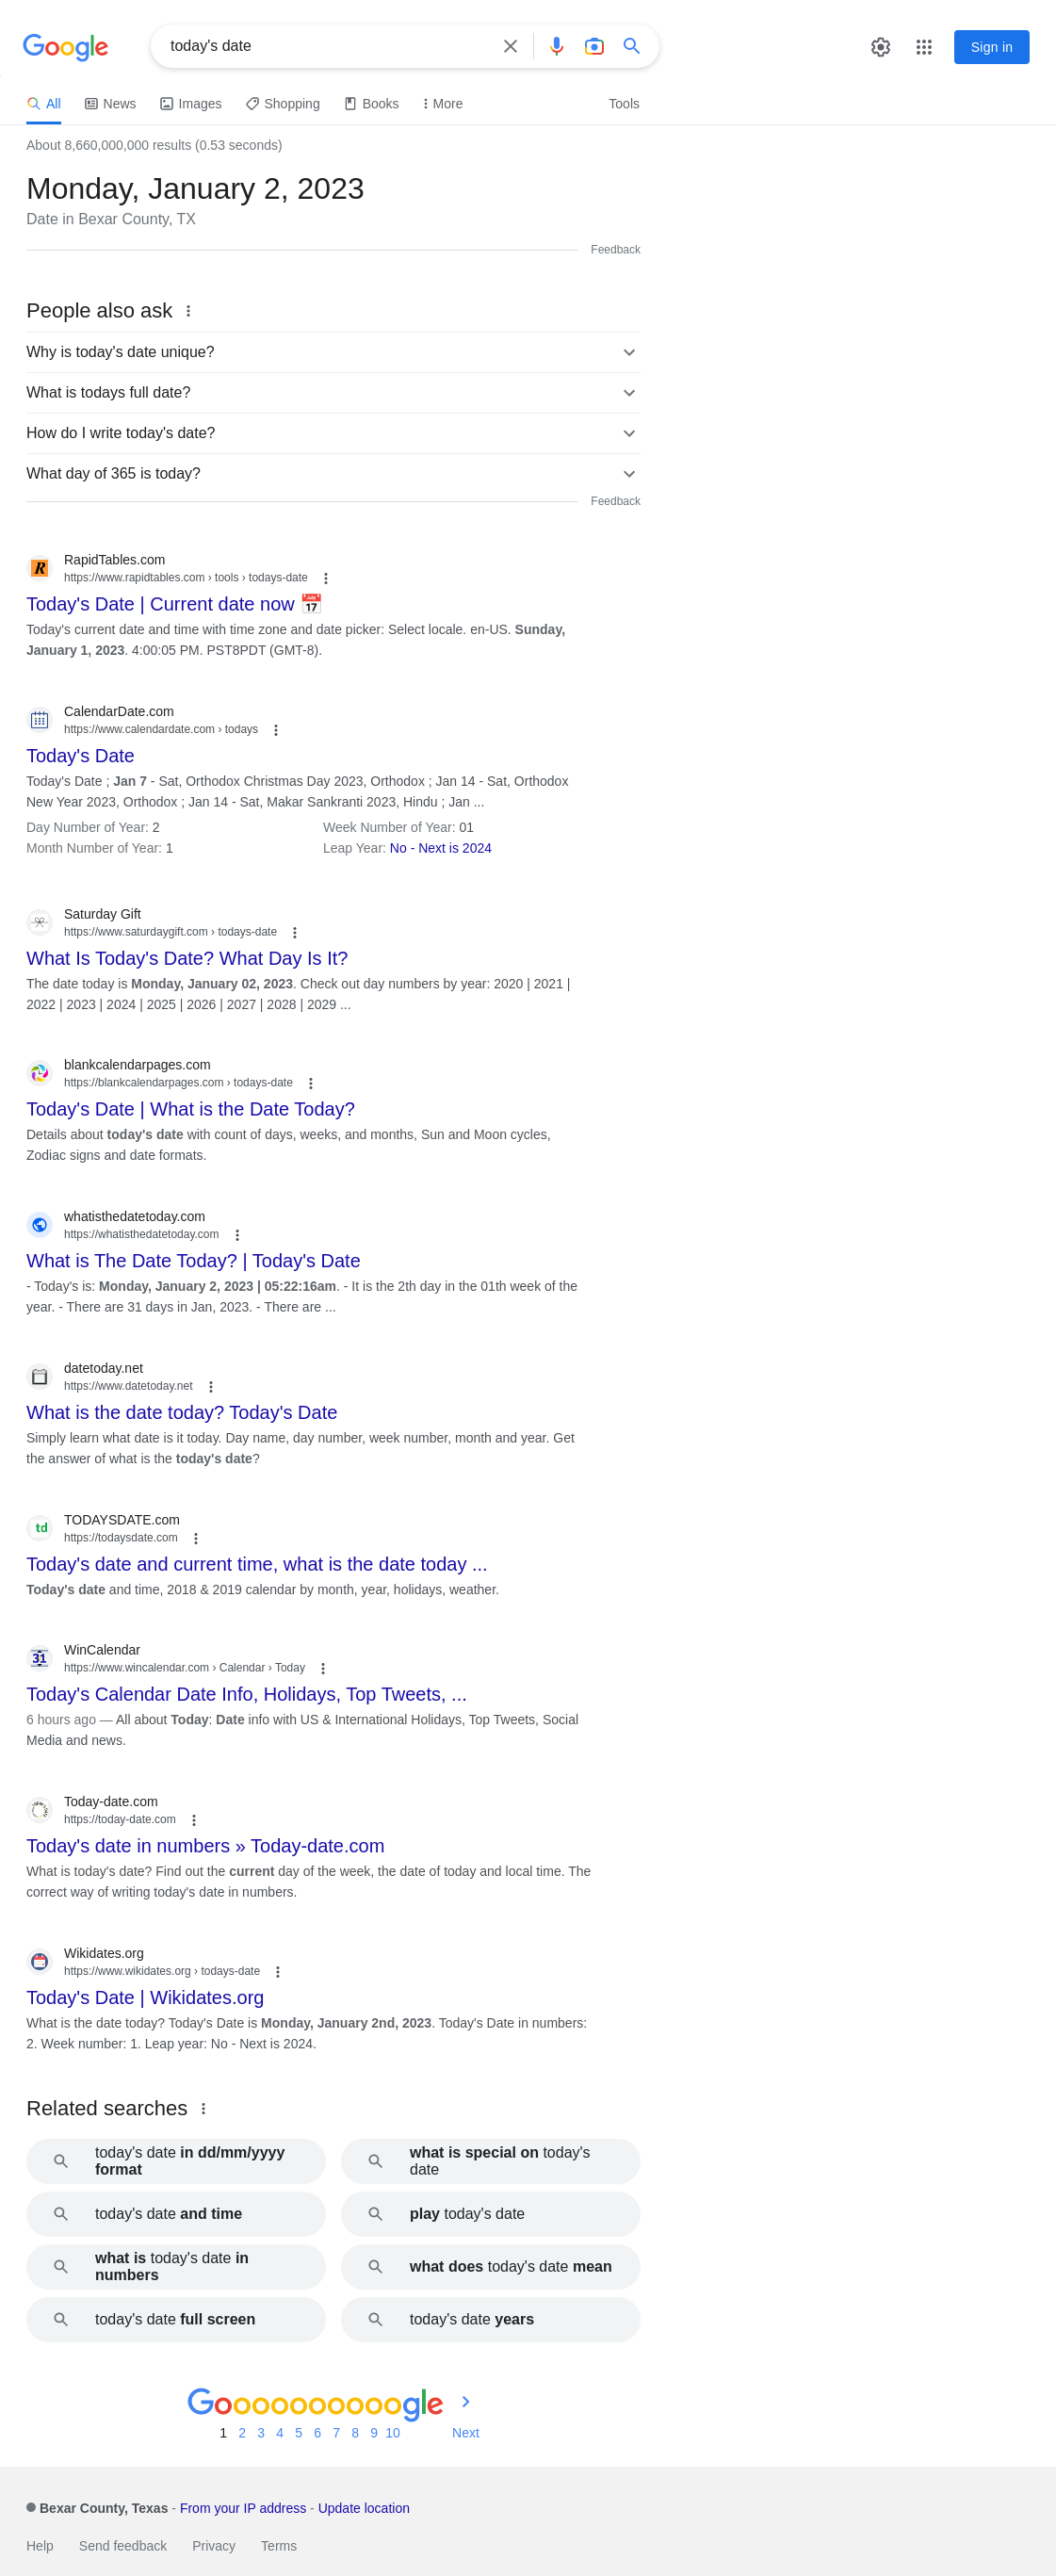 Google
today's date
Sign in
All
News
Images
Shopping
Books
More
Tools
About 8,660,000,000 results (0.53 seconds)
Monday, January 2, 2023
Date in Bexar County, TX
Feedback
People also ask
Why is today's date unique?
What is todays full date?
How do I write today's date?
What day of 365 is today?
Feedback
R
RapidTables.com
https://www.rapidtables.com › tools › todays-date
Today's Date | Current date now 📅
Today's current date and time with time zone and date picker: Select locale. en-US. Sunday,
January 1, 2023. 4:00:05 PM. PST8PDT (GMT-8).
CalendarDate.com
https://www.calendardate.com › todays
Today's Date
Today's Date ; Jan 7 - Sat, Orthodox Christmas Day 2023, Orthodox ; Jan 14 - Sat, Orthodox
New Year 2023, Orthodox ; Jan 14 - Sat, Makar Sankranti 2023, Hindu ; Jan ...
Day Number of Year: 2
Week Number of Year: 01
Month Number of Year: 1
Leap Year: No - Next is 2024
Saturday Gift
https://www.saturdaygift.com › todays-date
What Is Today's Date? What Day Is It?
The date today is Monday, January 02, 2023. Check out day numbers by year: 2020 | 2021 |
2022 | 2023 | 2024 | 2025 | 2026 | 2027 | 2028 | 2029 ...
blankcalendarpages.com
https://blankcalendarpages.com › todays-date
Today's Date | What is the Date Today?
Details about today's date with count of days, weeks, and months, Sun and Moon cycles,
Zodiac signs and date formats.
whatisthedatetoday.com
https://whatisthedatetoday.com
What is The Date Today? | Today's Date
- Today's is: Monday, January 2, 2023 | 05:22:16am. - It is the 2th day in the 01th week of the
year. - There are 31 days in Jan, 2023. - There are ...
datetoday.net
https://www.datetoday.net
What is the date today? Today's Date
Simply learn what date is it today. Day name, day number, week number, month and year. Get
the answer of what is the today's date?
td
TODAYSDATE.com
https://todaysdate.com
Today's date and current time, what is the date today ...
Today's date and time, 2018 & 2019 calendar by month, year, holidays, weather.
31
WinCalendar
https://www.wincalendar.com › Calendar › Today
Today's Calendar Date Info, Holidays, Top Tweets, ...
6 hours ago — All about Today: Date info with US & International Holidays, Top Tweets, Social
Media and news.
Today-date.com
https://today-date.com
Today's date in numbers » Today-date.com
What is today's date? Find out the current day of the week, the date of today and local time. The
correct way of writing today's date in numbers.
Wikidates.org
https://www.wikidates.org › todays-date
Today's Date | Wikidates.org
What is the date today? Today's Date is Monday, January 2nd, 2023. Today's Date in numbers:
2. Week number: 1. Leap year: No - Next is 2024.
Related searches
today's date in dd/mm/yyyy
format
what is special on today's
date
today's date and time
play today's date
what is today's date in
numbers
what does today's date mean
today's date full screen
today's date years
Goooooooooogle
1 2 3 4 5 6 7 8 9 10 Next
Bexar County, Texas - From your IP address - Update location
Help
Send feedback
Privacy
Terms